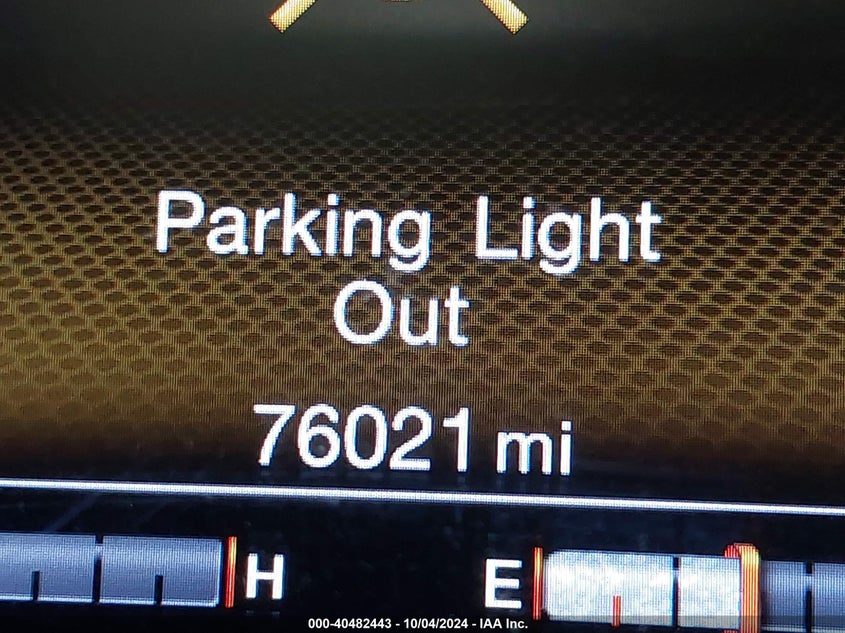 Parking Light
Out
76021 mi
H E
000-40482443 - 10/04/2024 - IAA Inc.